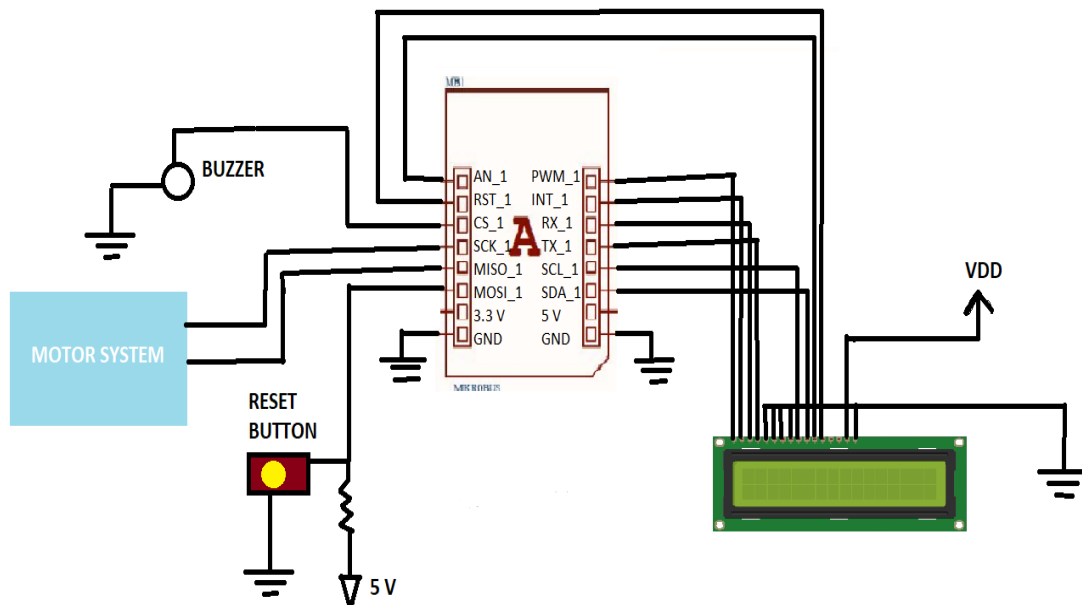 BUZZER
MOTOR SYSTEM
RESET
BUTTON
5 V
A
AN_1
RST_1
CS_1
SCK_1
MISO_1
MOSI_1
3.3 V
GND
PWM_1
INT_1
RX_1
TX_1
SCL_1
SDA_1
5 V
GND
VDD